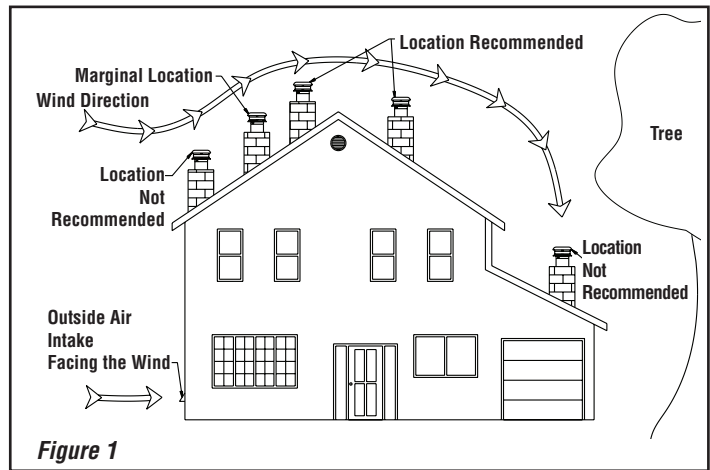 Location Recommended
Marginal Location
Wind Direction
Tree
Location
Not
Recommended
Location
Not
Recommended
Outside Air
Intake
Facing the Wind
Figure 1